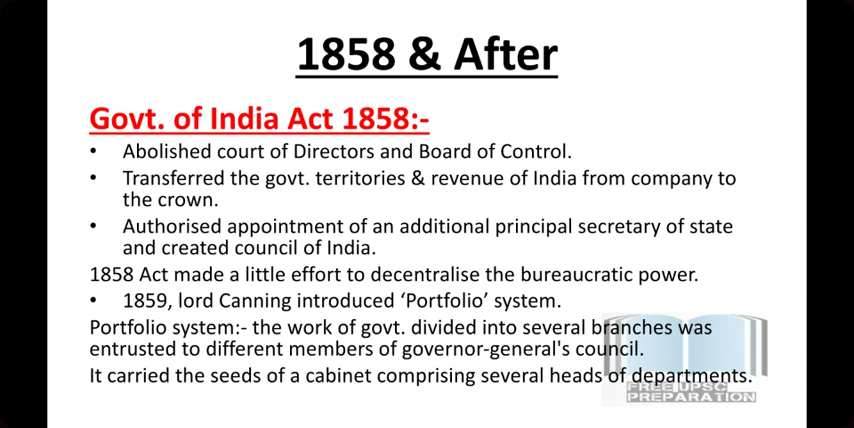 1858 & After
Govt. of India Act 1858:-
• Abolished court of Directors and Board of Control.
• Transferred the govt. territories & revenue of India from company to
the crown.
• Authorised appointment of an additional principal secretary of state
and created council of India.
1858 Act made a little effort to decentralise the bureaucratic power.
• 1859, lord Canning introduced ‘Portfolio’ system.
Portfolio system:- the work of govt. divided into several branches was
entrusted to different members of governor-general's council.
It carried the seeds of a cabinet comprising several heads of departments.
FREE UPSC
PREPARATION